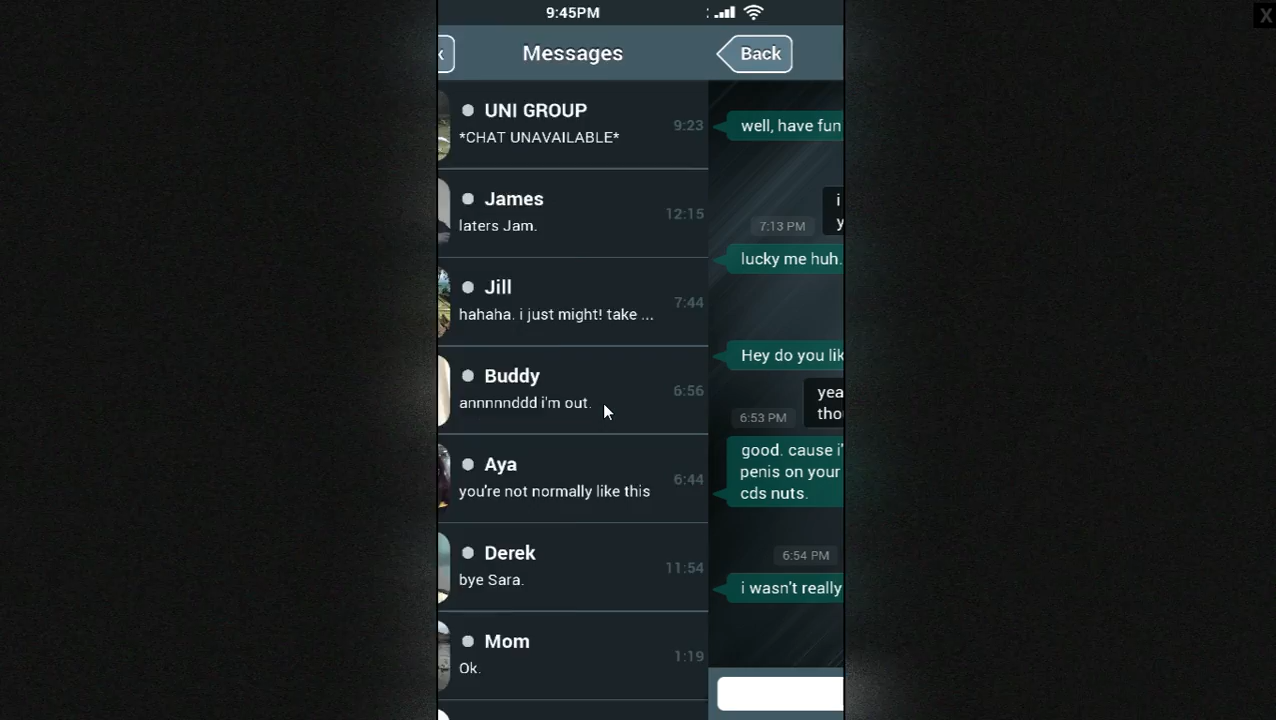 9:45PM
Messages
Back
UNI GROUP
*CHAT UNAVAILABLE*
9:23
James
laters Jam.
12:15
Jill
hahaha. i just might! take ...
7:44
Buddy
annnnnddd i'm out.
6:56
Aya
you're not normally like this
6:44
Derek
bye Sara.
11:54
Mom
Ok.
1:19
well, have fun
i
y
7:13 PM
lucky me huh.
Hey do you lik
yea
thou
6:53 PM
good. cause i'
penis on your
cds nuts.
6:54 PM
i wasn't really
X